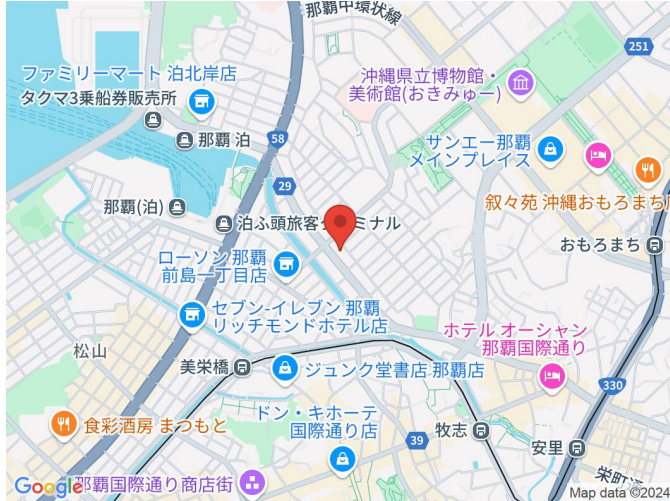 那覇中環状線
251
ファミリーマート 泊北岸店
タクマ3乗船券販売所
沖縄県立博物館・
美術館(おきみゅー)
那覇 泊
58
サンエー那覇
メインプレイス
29
叙々苑 沖縄おもろまち店
那覇(泊)
泊ふ頭旅客ターミナル
おもろまち
ローソン 那覇
前島一丁目店
セブン-イレブン 那覇
リッチモンドホテル店
ホテル オーシャン
那覇国際通り
松山
美栄橋
ジュンク堂書店 那覇店
330
ドン・キホーテ
国際通り店
食彩酒房 まつもと
39
牧志
安里
栄町通り
Google
那覇国際通り商店街
Map data ©2024